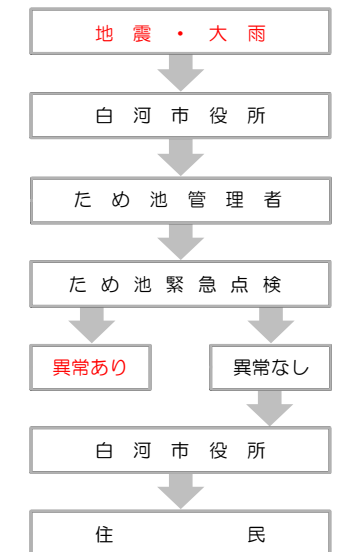 地震・大雨
白河市役所
ため池管理者
ため池緊急点検
異常あり 異常なし
白河市役所
住民